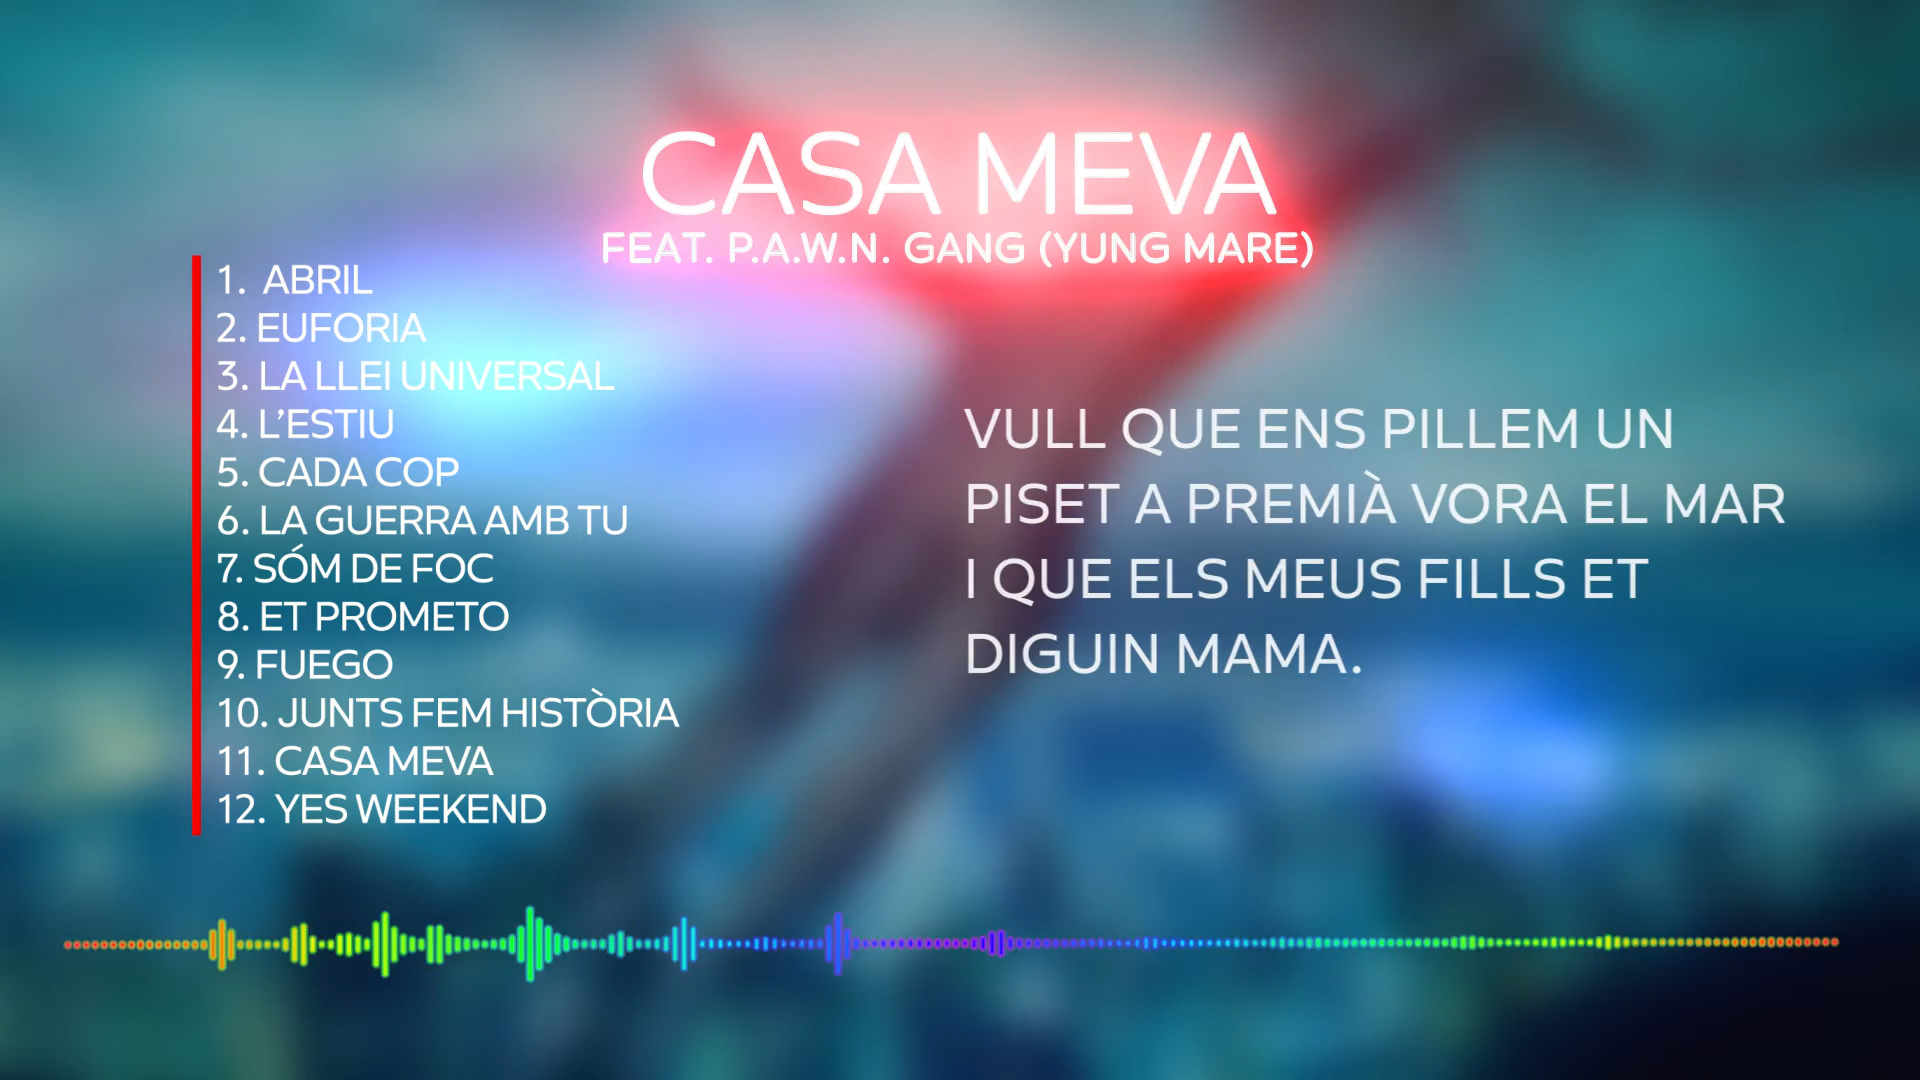 CASA MEVA
FEAT. P.A.W.N. GANG (YUNG MARE)
1. ABRIL
2. EUFORIA
3. LA LLEI UNIVERSAL
4. L'ESTIU
5. CADA COP
6. LA GUERRA AMB TU
7. SÓM DE FOC
8. ET PROMETO
9. FUEGO
10. JUNTS FEM HISTÒRIA
11. CASA MEVA
12. YES WEEKEND
VULL QUE ENS PILLEM UN
PISET A PREMIÀ VORA EL MAR
I QUE ELS MEUS FILLS ET
DIGUIN MAMA.